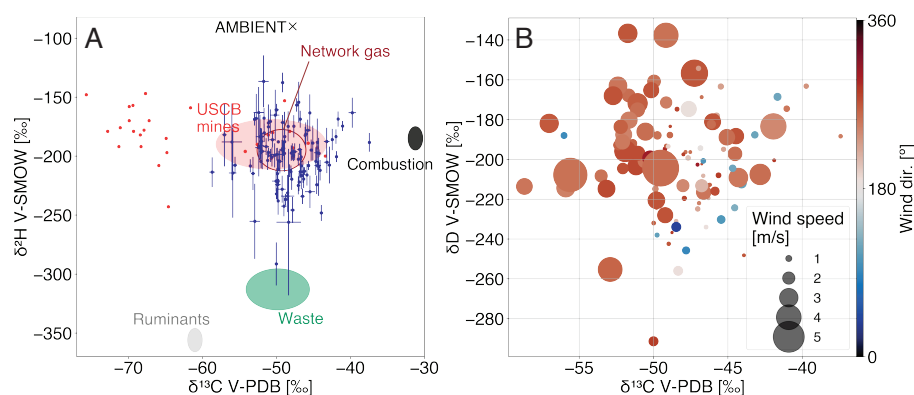 A
AMBIENT×
Network gas
USCB
mines
Combustion
Ruminants
Waste
−100
−150
−200
−250
−300
−350
δ²H V-SMOW [‰]
−70
−60
−50
−40
−30
δ¹³C V-PDB [‰]
B
−140
−160
−180
−200
−220
−240
−260
−280
δD V-SMOW [‰]
−55
−50
−45
−40
δ¹³C V-PDB [‰]
Wind speed
[m/s]
1
2
3
4
5
360
180
0
Wind dir. [°]